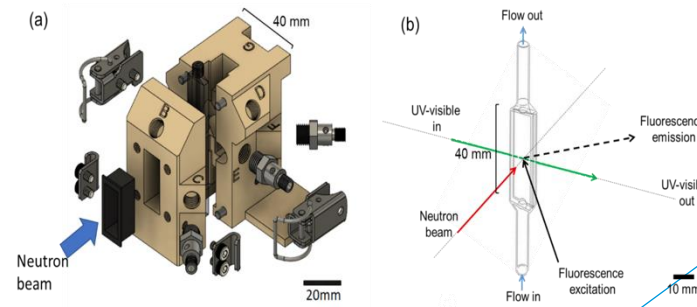 (a)
40 mm
G
D
B
F
E
C
Neutron
beam
20mm
(b)
Flow out
UV-visible
in
Fluorescence
emission
40 mm
UV-visible
out
Neutron
beam
Fluorescence
excitation
Flow in
10 mm